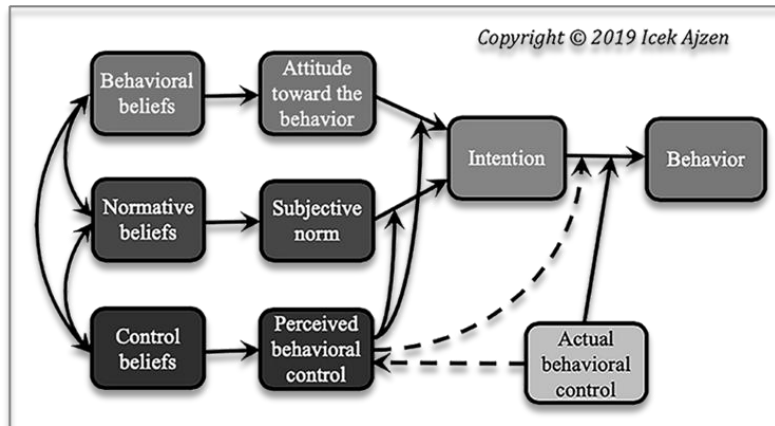 Copyright © 2019 Icek Ajzen
Behavioral
beliefs
Attitude
toward the
behavior
Intention
Behavior
Normative
beliefs
Subjective
norm
Control
beliefs
Perceived
behavioral
control
Actual
behavioral
control